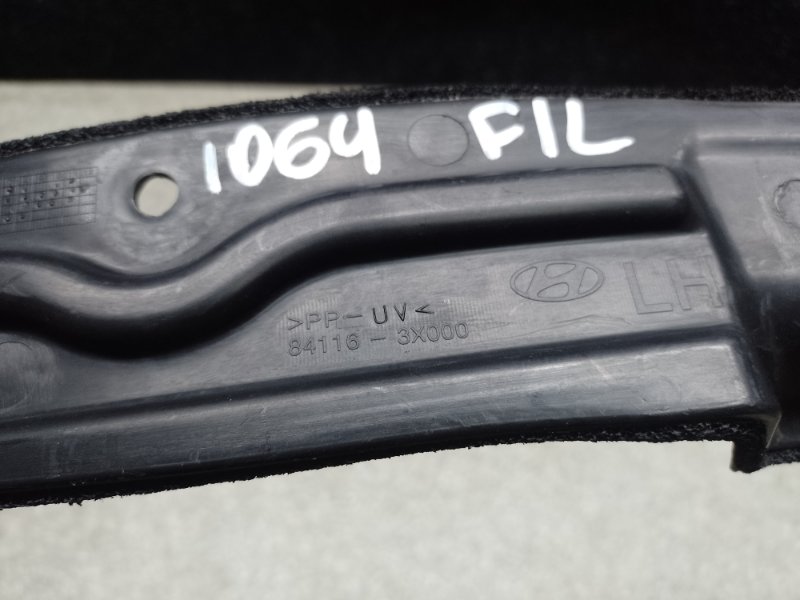 1064 FIL
LH
>PP-UV<
84116-3X000